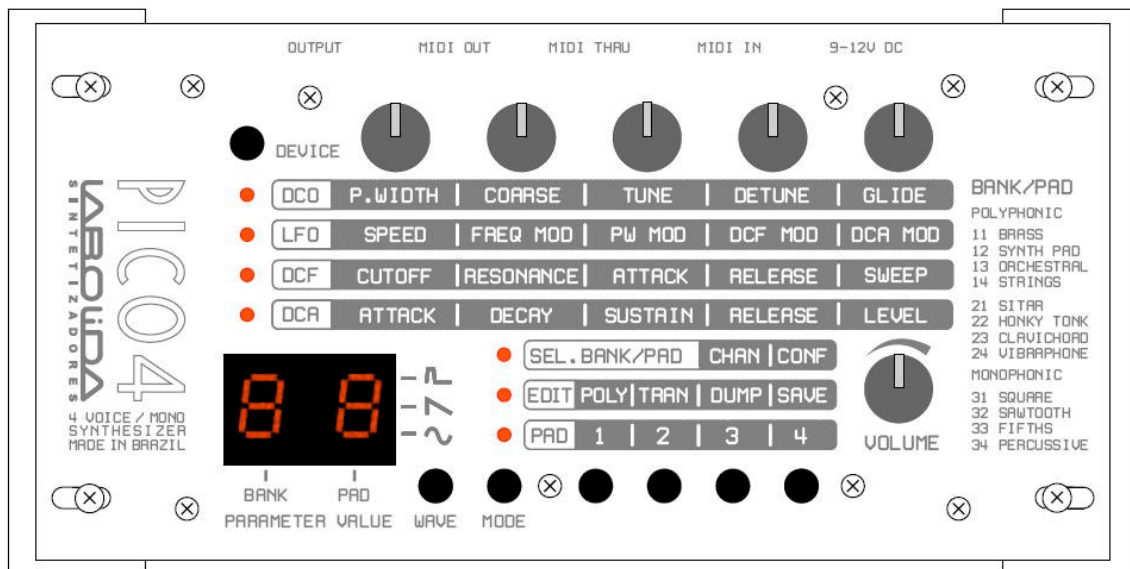 OUTPUT MIDI OUT MIDI THRU MIDI IN 9-12V DC
DEVICE
DCO P.WIDTH | COARSE | TUNE | DETUNE | GLIDE
LFO SPEED | FREQ MOD | PW MOD | DCF MOD | DCA MOD
DCF CUTOFF | RESONANCE | ATTACK | RELEASE | SWEEP
DCA ATTACK | DECAY | SUSTAIN | RELEASE | LEVEL
SEL.BANK/PAD CHAN | CONF
EDIT POLY | TRAN | DUMP | SAVE
PAD 1 | 2 | 3 | 4
8 8
BANK PAD
PARAMETER VALUE WAVE MODE
VOLUME
PICO 4
ABOLIDA
SINTETIZADORES
4 VOICE / MONO
SYNTHESIZER
MADE IN BRAZIL
BANK/PAD
POLYPHONIC
11 BRASS
12 SYNTH PAD
13 ORCHESTRAL
14 STRINGS
21 SITAR
22 HONKY TONK
23 CLAVICHORD
24 VIBRAPHONE
MONOPHONIC
31 SQUARE
32 SAWTOOTH
33 FIFTHS
34 PERCUSSIVE